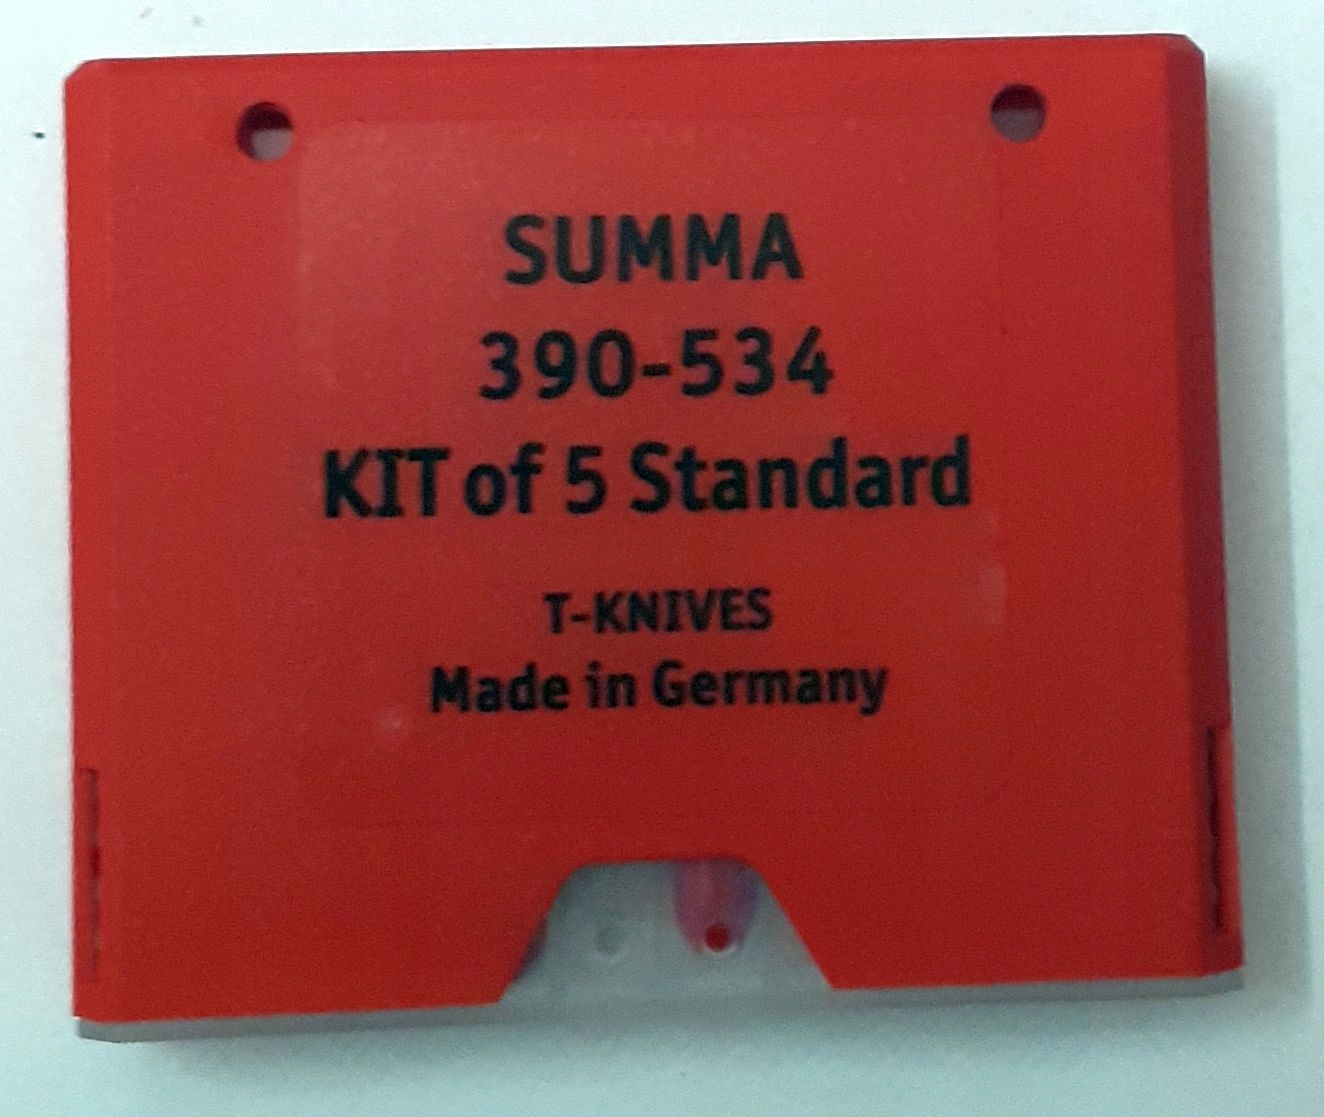 SUMMA
390-534
KIT of 5 Standard
T-KNIVES
Made in Germany